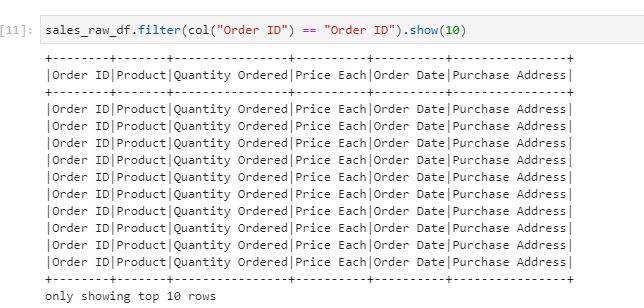 [11]: sales_raw_df.filter(col("Order ID") == "Order ID").show(10)
+--------+-------+----------------+----------+----------+----------------+
|Order ID|Product|Quantity Ordered|Price Each|Order Date|Purchase Address|
+--------+-------+----------------+----------+----------+----------------+
|Order ID|Product|Quantity Ordered|Price Each|Order Date|Purchase Address|
|Order ID|Product|Quantity Ordered|Price Each|Order Date|Purchase Address|
|Order ID|Product|Quantity Ordered|Price Each|Order Date|Purchase Address|
|Order ID|Product|Quantity Ordered|Price Each|Order Date|Purchase Address|
|Order ID|Product|Quantity Ordered|Price Each|Order Date|Purchase Address|
|Order ID|Product|Quantity Ordered|Price Each|Order Date|Purchase Address|
|Order ID|Product|Quantity Ordered|Price Each|Order Date|Purchase Address|
|Order ID|Product|Quantity Ordered|Price Each|Order Date|Purchase Address|
|Order ID|Product|Quantity Ordered|Price Each|Order Date|Purchase Address|
|Order ID|Product|Quantity Ordered|Price Each|Order Date|Purchase Address|
+--------+-------+----------------+----------+----------+----------------+
only showing top 10 rows